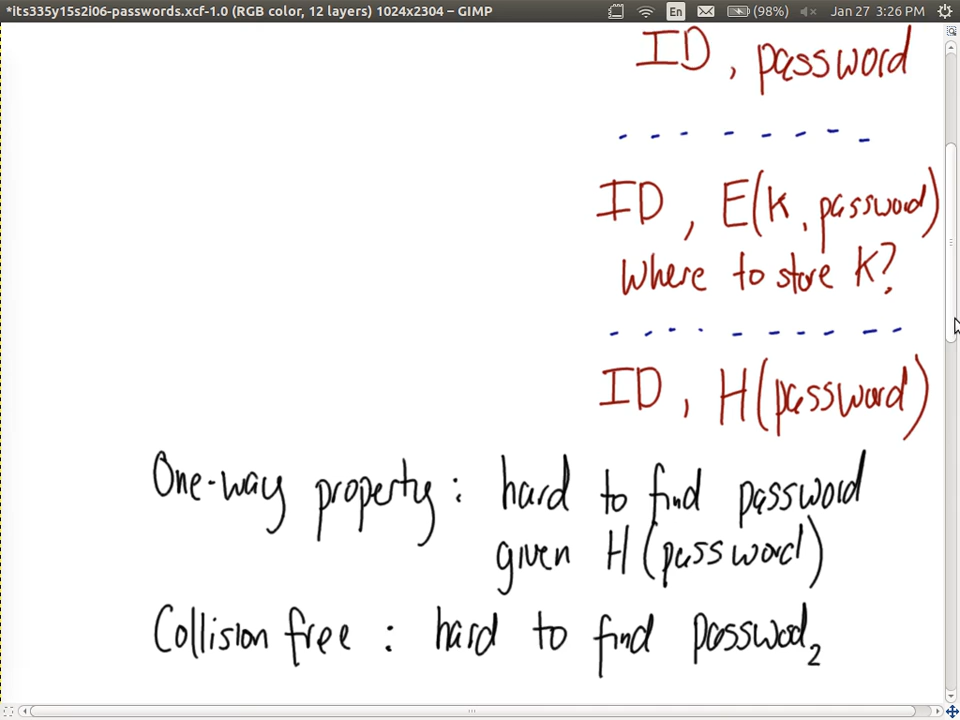 *its335y15s2i06-passwords.xcf-1.0 (RGB color, 12 layers) 1024x2304 – GIMP
En (98%) Jan 27 3:26 PM
ID, password
ID, E(K, password)
Where to store K?
ID, H(password)
One-way property: hard to find password
given H(password)
Collision free: hard to find passwod2